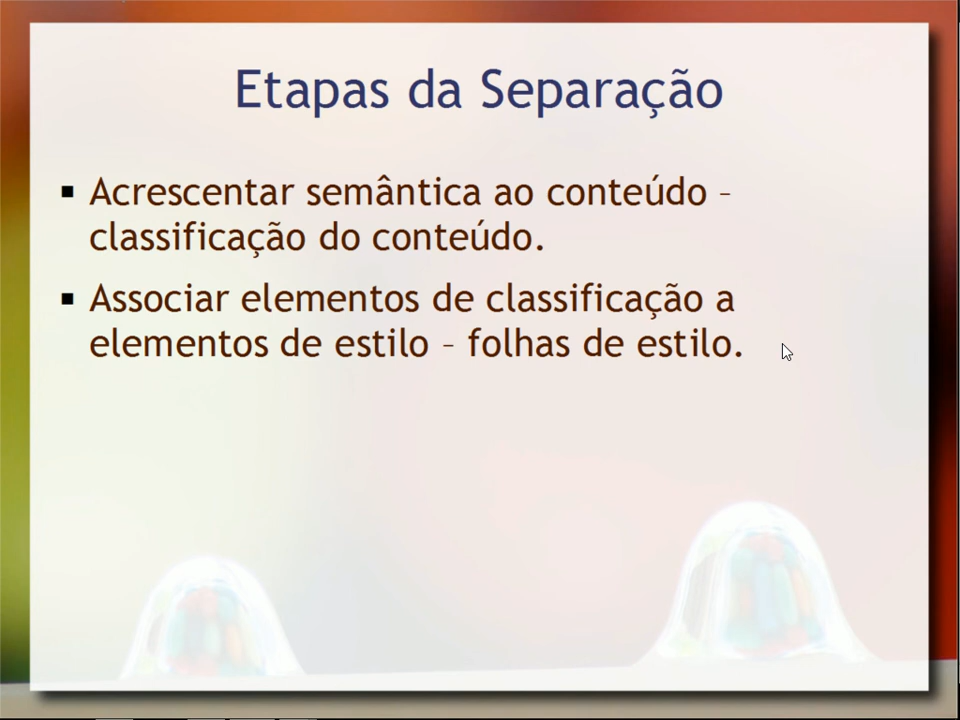 Etapas da Separação
▪ Acrescentar semântica ao conteúdo –
classificação do conteúdo.
▪ Associar elementos de classificação a
elementos de estilo – folhas de estilo.